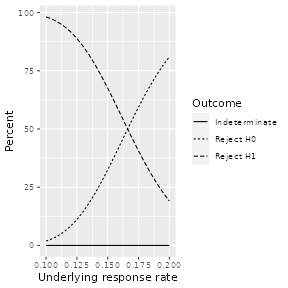 100
75
50
25
0
Percent
0.100 0.125 0.150 0.175 0.200
Underlying response rate
Outcome
Indeterminate
Reject H0
Reject H1